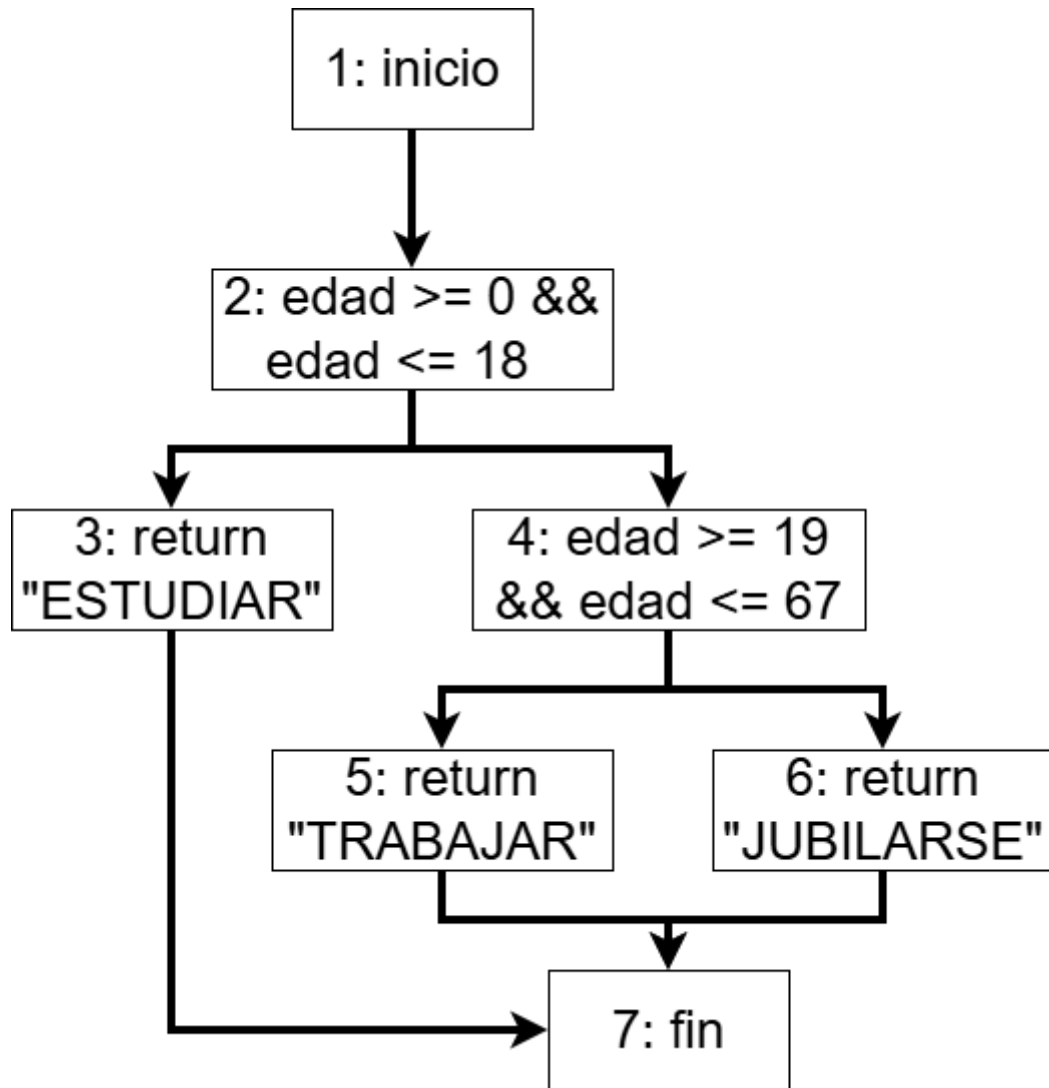 1: inicio
2: edad >= 0 &&
edad <= 18
3: return
"ESTUDIAR"
4: edad >= 19
&& edad <= 67
5: return
"TRABAJAR"
6: return
"JUBILARSE"
7: fin